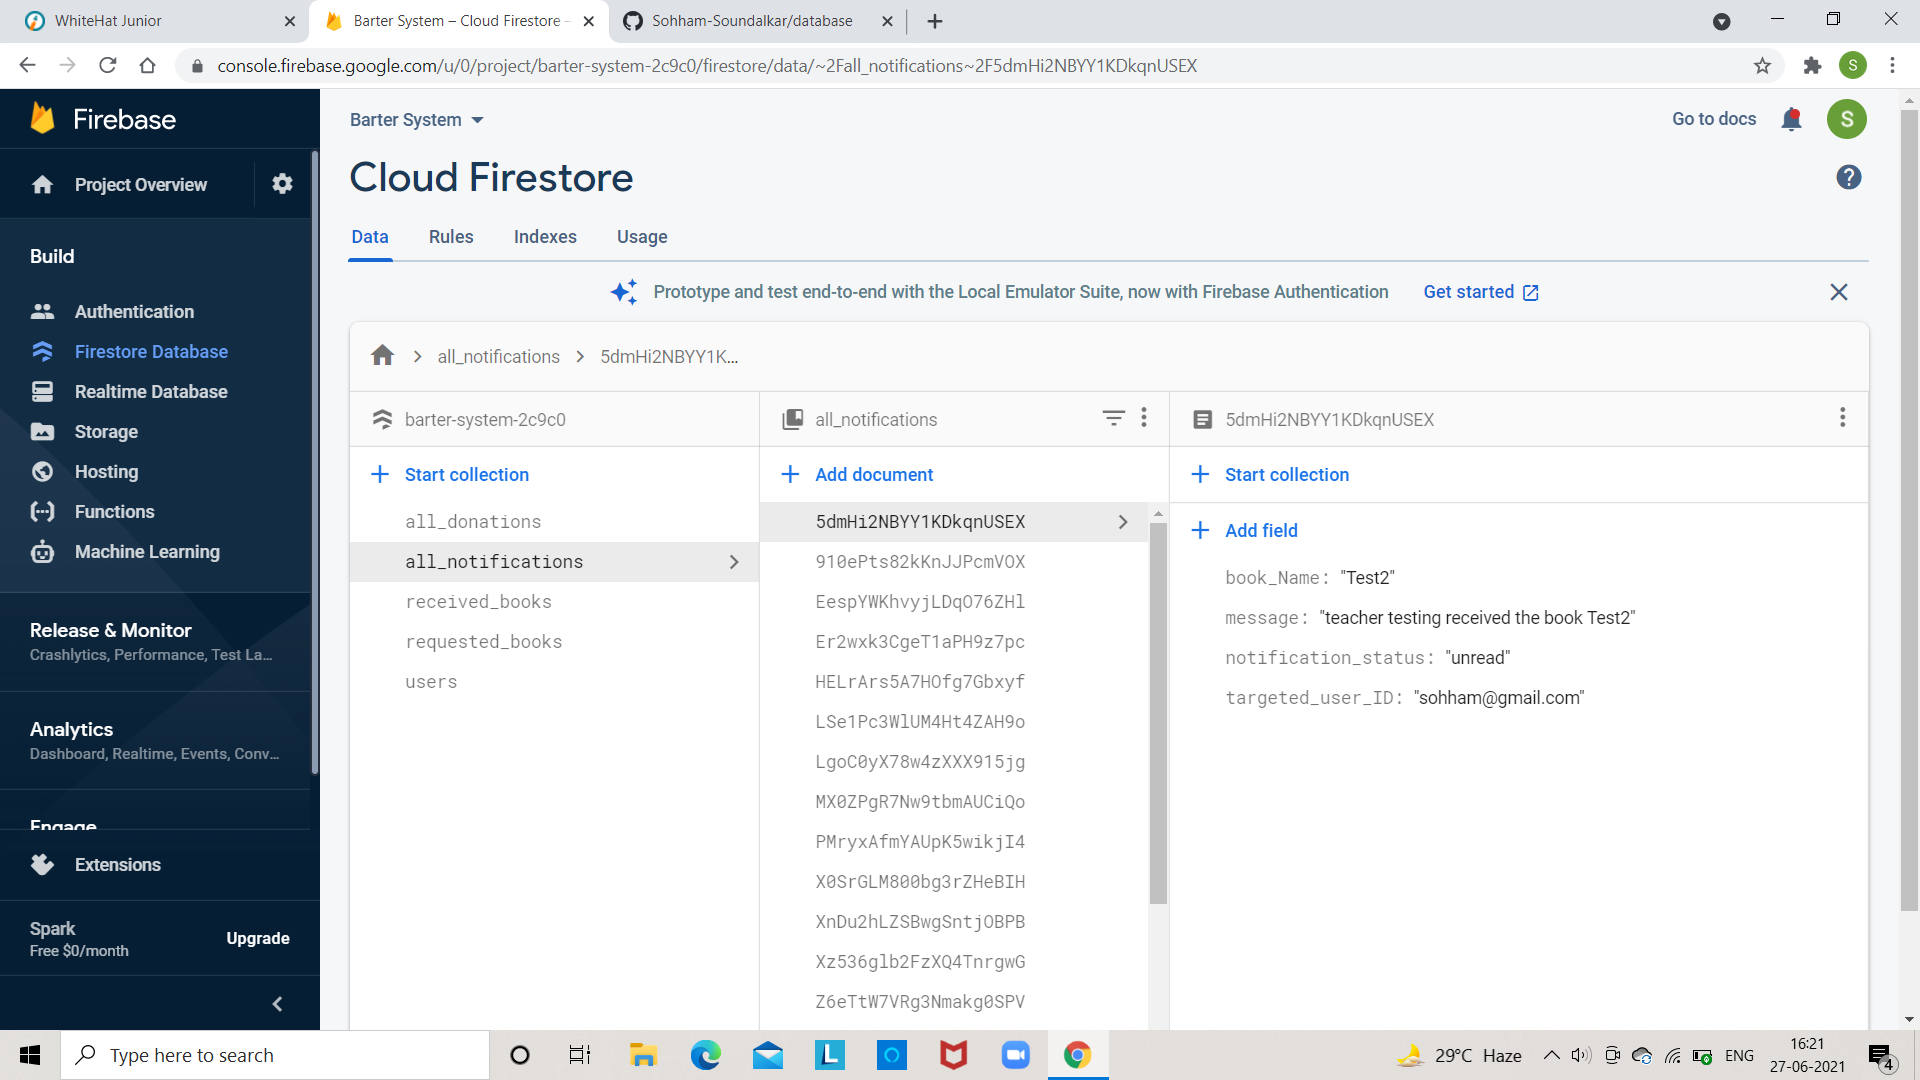 WhiteHat Junior
Barter System – Cloud Firestore –
Sohham-Soundalkar/database
console.firebase.google.com/u/0/project/barter-system-2c9c0/firestore/data/~2Fall_notifications~2F5dmHi2NBYY1KDkqnUSEX
S
Firebase
Project Overview
Build
Authentication
Firestore Database
Realtime Database
Storage
Hosting
Functions
Machine Learning
Release & Monitor
Crashlytics, Performance, Test La...
Analytics
Dashboard, Realtime, Events, Conv...
Engage
Extensions
Spark
Free $0/month
Upgrade
Barter System
Go to docs
S
Cloud Firestore
?
Data
Rules
Indexes
Usage
Prototype and test end-to-end with the Local Emulator Suite, now with Firebase Authentication
Get started
all_notifications
5dmHi2NBYY1K...
barter-system-2c9c0
Start collection
all_donations
all_notifications
received_books
requested_books
users
all_notifications
Add document
5dmHi2NBYY1KDkqnUSEX
910ePts82kKnJJPcmVOX
EespYWKhvyjLDqO76ZHl
Er2wxk3CgeT1aPH9z7pc
HELrArs5A7HOfg7Gbxyf
LSe1Pc3WlUM4Ht4ZAH9o
LgoC0yX78w4zXXX915jg
MX0ZPgR7Nw9tbmAUCiQo
PMryxAfmYAUpK5wikjI4
X0SrGLM800bg3rZHeBIH
XnDu2hLZSBwgSntjOBPB
Xz536glb2FzXQ4TnrgwG
Z6eTtW7VRg3Nmakg0SPV
5dmHi2NBYY1KDkqnUSEX
Start collection
Add field
book_Name: "Test2"
message: "teacher testing received the book Test2"
notification_status: "unread"
targeted_user_ID: "sohham@gmail.com"
Type here to search
L
29°C Haze
ENG
16:21
27-06-2021
4